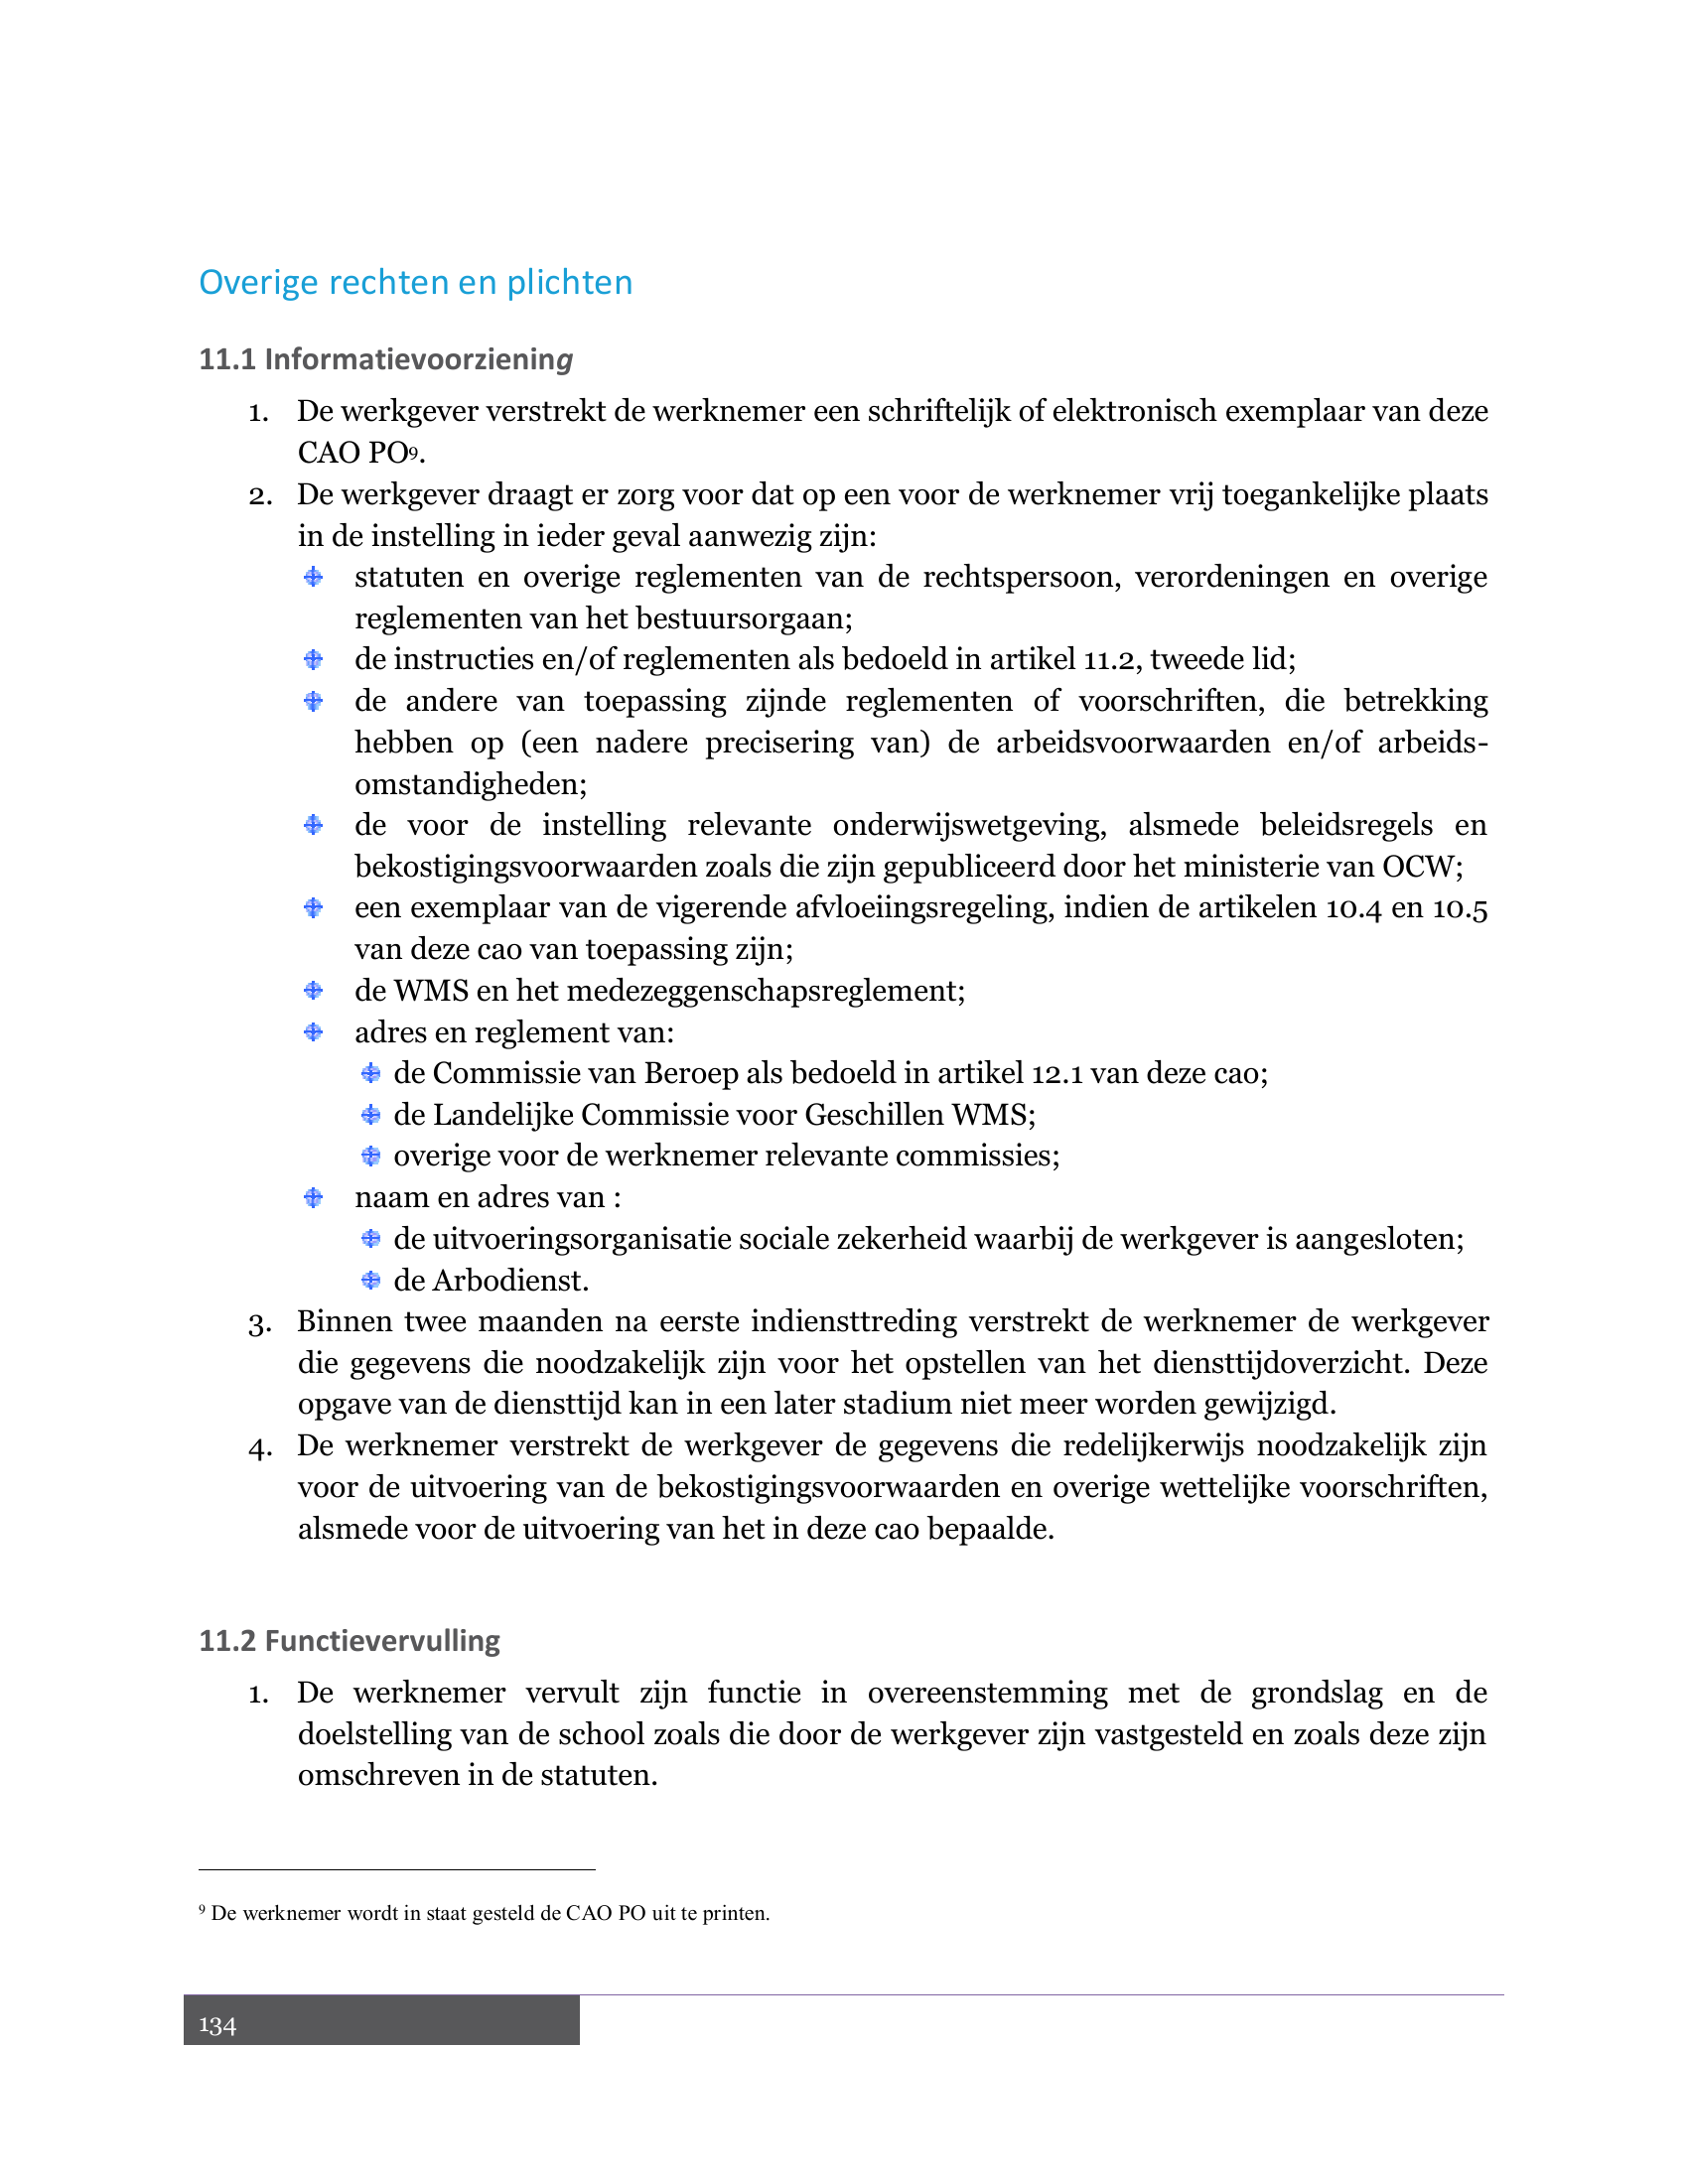 Overige rechten en plichten
11.1 Informatievoorziening
1. De werkgever verstrekt de werknemer een schriftelijk of elektronisch exemplaar van deze
CAO PO⁹.
2. De werkgever draagt er zorg voor dat op een voor de werknemer vrij toegankelijke plaats
in de instelling in ieder geval aanwezig zijn:
statuten en overige reglementen van de rechtspersoon, verordeningen en overige
reglementen van het bestuursorgaan;
de instructies en/of reglementen als bedoeld in artikel 11.2, tweede lid;
de andere van toepassing zijnde reglementen of voorschriften, die betrekking
hebben op (een nadere precisering van) de arbeidsvoorwaarden en/of arbeids-
omstandigheden;
de voor de instelling relevante onderwijswetgeving, alsmede beleidsregels en
bekostigingsvoorwaarden zoals die zijn gepubliceerd door het ministerie van OCW;
een exemplaar van de vigerende afvloeiingsregeling, indien de artikelen 10.4 en 10.5
van deze cao van toepassing zijn;
de WMS en het medezeggenschapsreglement;
adres en reglement van:
de Commissie van Beroep als bedoeld in artikel 12.1 van deze cao;
de Landelijke Commissie voor Geschillen WMS;
overige voor de werknemer relevante commissies;
naam en adres van :
de uitvoeringsorganisatie sociale zekerheid waarbij de werkgever is aangesloten;
de Arbodienst.
3. Binnen twee maanden na eerste indiensttreding verstrekt de werknemer de werkgever
die gegevens die noodzakelijk zijn voor het opstellen van het diensttijdoverzicht. Deze
opgave van de diensttijd kan in een later stadium niet meer worden gewijzigd.
4. De werknemer verstrekt de werkgever de gegevens die redelijkerwijs noodzakelijk zijn
voor de uitvoering van de bekostigingsvoorwaarden en overige wettelijke voorschriften,
alsmede voor de uitvoering van het in deze cao bepaalde.
11.2 Functievervulling
1. De werknemer vervult zijn functie in overeenstemming met de grondslag en de
doelstelling van de school zoals die door de werkgever zijn vastgesteld en zoals deze zijn
omschreven in de statuten.
⁹ De werknemer wordt in staat gesteld de CAO PO uit te printen.
134